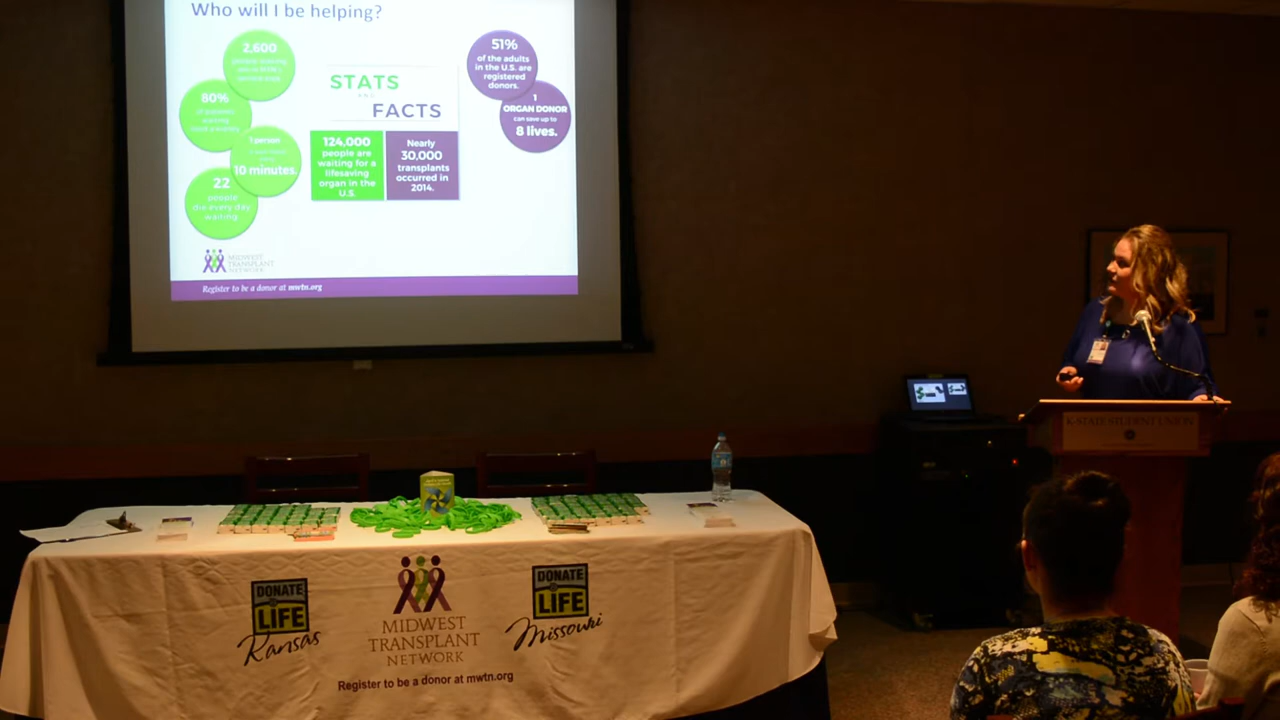 Who will I be helping?
2,600
80%
1 person
10 minutes.
22
people
die every day
waiting
STATS
AND
FACTS
124,000
people are
waiting for a
lifesaving
organ in the
U.S.
Nearly
30,000
transplants
occurred in
2014.
51%
of the adults
in the U.S. are
registered
donors.
1
ORGAN DONOR
can save up to
8 lives.
MIDWEST
TRANSPLANT
NETWORK
Register to be a donor at mwtn.org
K-STATE STUDENT UNION
DONATE
LIFE
Kansas
MIDWEST
TRANSPLANT
NETWORK
DONATE
LIFE
Missouri
Register to be a donor at mwtn.org